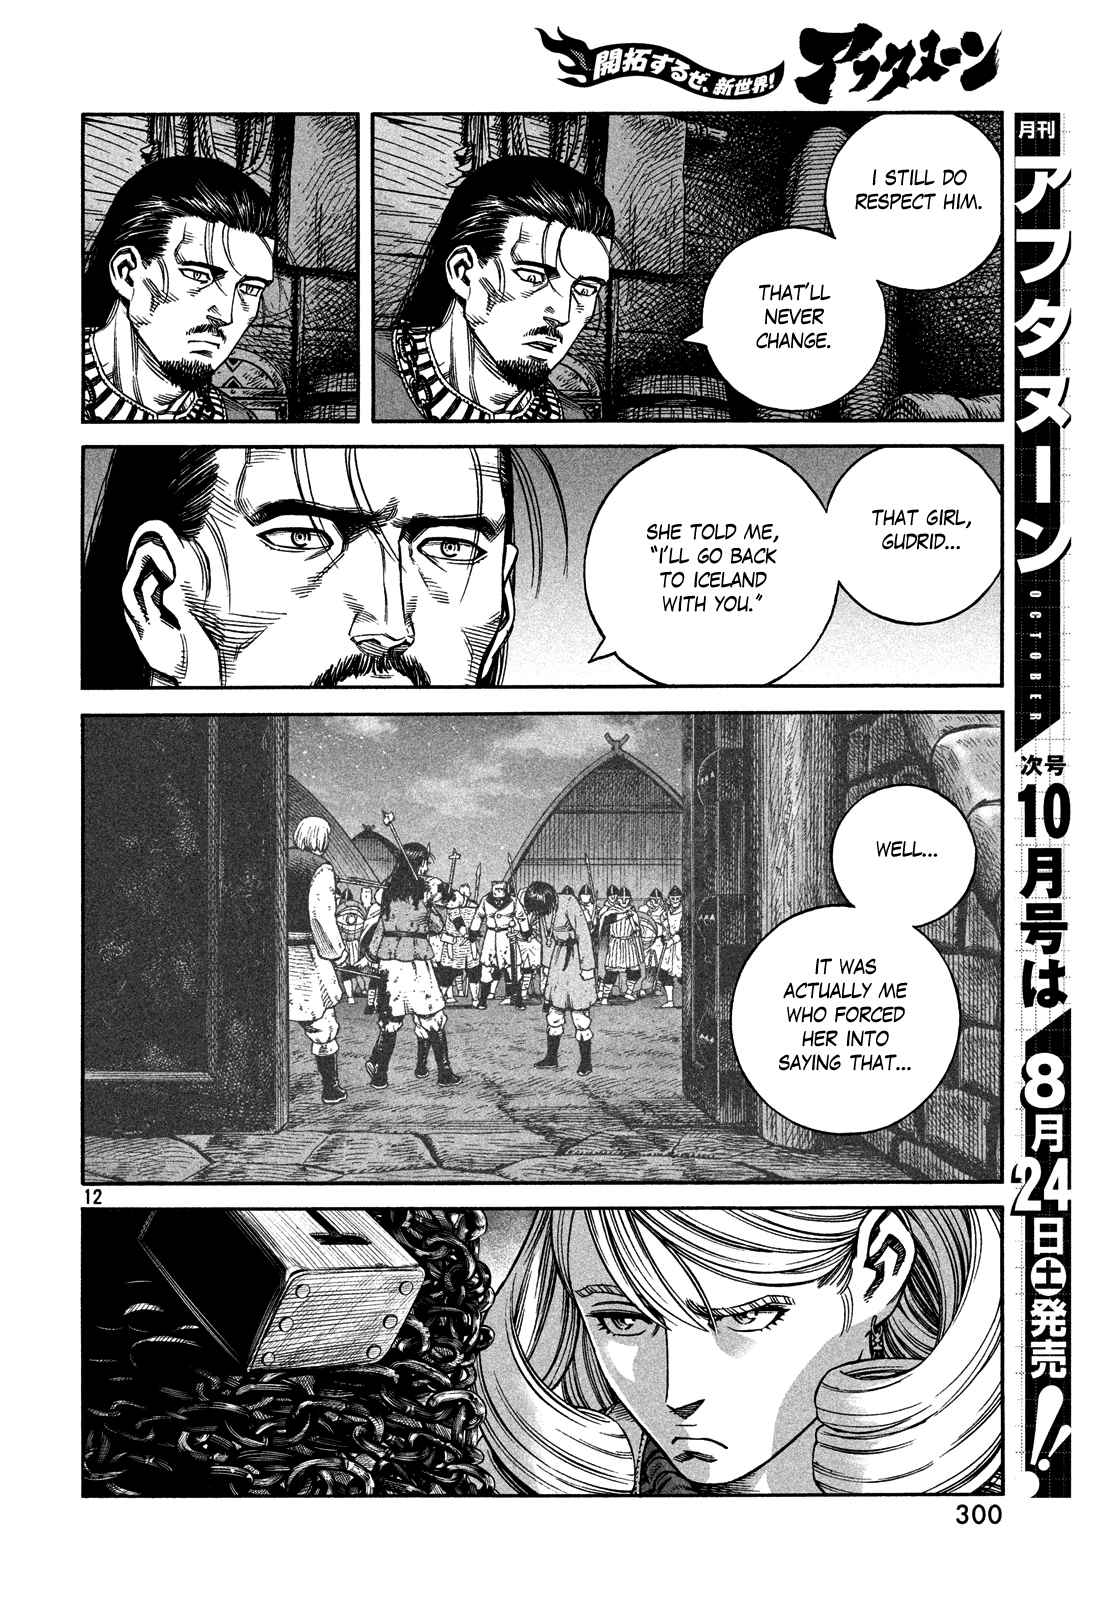 開拓するぜ、新世界!
アフタヌーン
I STILL DO
RESPECT HIM.
THAT'LL
NEVER
CHANGE.
THAT GIRL,
GUDRID...
SHE TOLD ME,
"I'LL GO BACK
TO ICELAND
WITH YOU."
WELL...
IT WAS
ACTUALLY ME
WHO FORCED
HER INTO
SAYING THAT...
12
300
月刊
アフタヌーン
OCTOBER
次号
10月号は
8月24日土発売!!